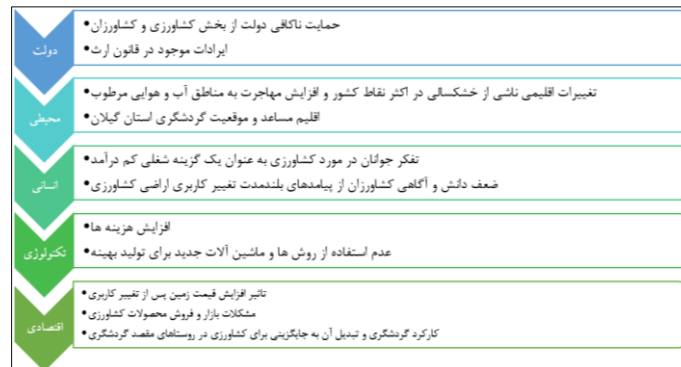 دولت
•حمایت ناکافی دولت از بخش کشاورزی و کشاورزان
•ایرادات موجود در قانون ارث
محیطی
•تغییرات اقلیمی ناشی از خشکسالی در اکثر نقاط کشور و افزایش مهاجرت به مناطق آب و هوایی مرطوب
•اقلیم مساعد و موقعیت گردشگری استان گیلان
انسانی
•تفکر جوانان در مورد کشاورزی به عنوان یک گزینه شغلی کم درآمد
•ضعف دانش و آگاهی کشاورزان از پیامدهای بلندمدت تغییر کاربری اراضی کشاورزی
تکنولوژی
•افزایش هزینه ها
•عدم استفاده از روش ها و ماشین آلات جدید برای تولید بهینه
اقتصادی
•تاثیر افزایش قیمت زمین پس از تغییر کاربری
•مشکلات بازار و فروش محصولات کشاورزی
•کارکرد گردشگری و تبدیل آن به جایگزینی برای کشاورزی در روستاهای مقصد گردشگری